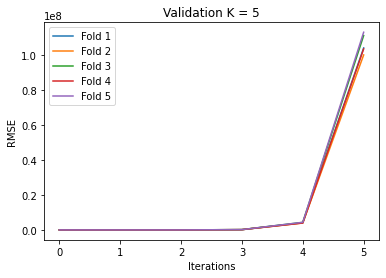 Validation K = 5
1e8
Fold 1
Fold 2
Fold 3
Fold 4
Fold 5
1.0
0.8
0.6
0.4
0.2
0.0
RMSE
0 1 2 3 4 5
Iterations